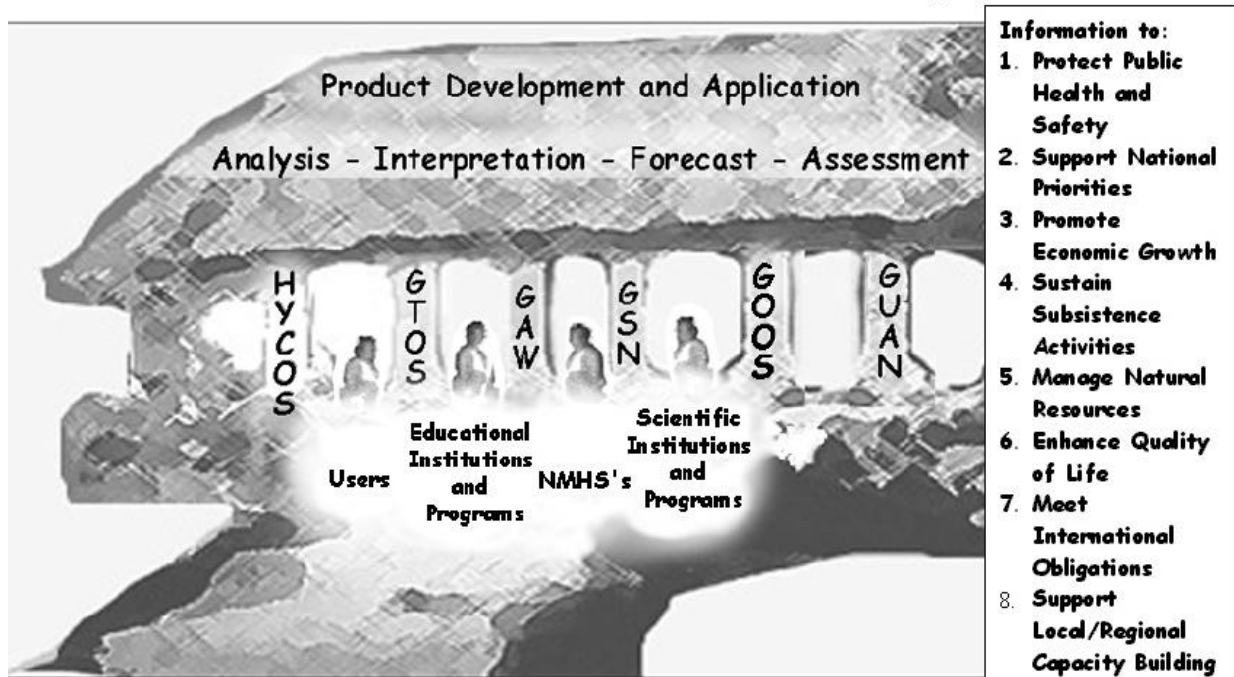 Product Development and Application
Analysis - Interpretation - Forecast - Assessment
HYCOS
GTOS
GAW
GSN
GOOS
GUAN
Users
Educational
Institutions
and
Programs
NMHS's
Scientific
Institutions
and
Programs
Information to:
1. Protect Public
Health and
Safety
2. Support National
Priorities
3. Promote
Economic Growth
4. Sustain
Subsistence
Activities
5. Manage Natural
Resources
6. Enhance Quality
of Life
7. Meet
International
Obligations
8. Support
Local/Regional
Capacity Building